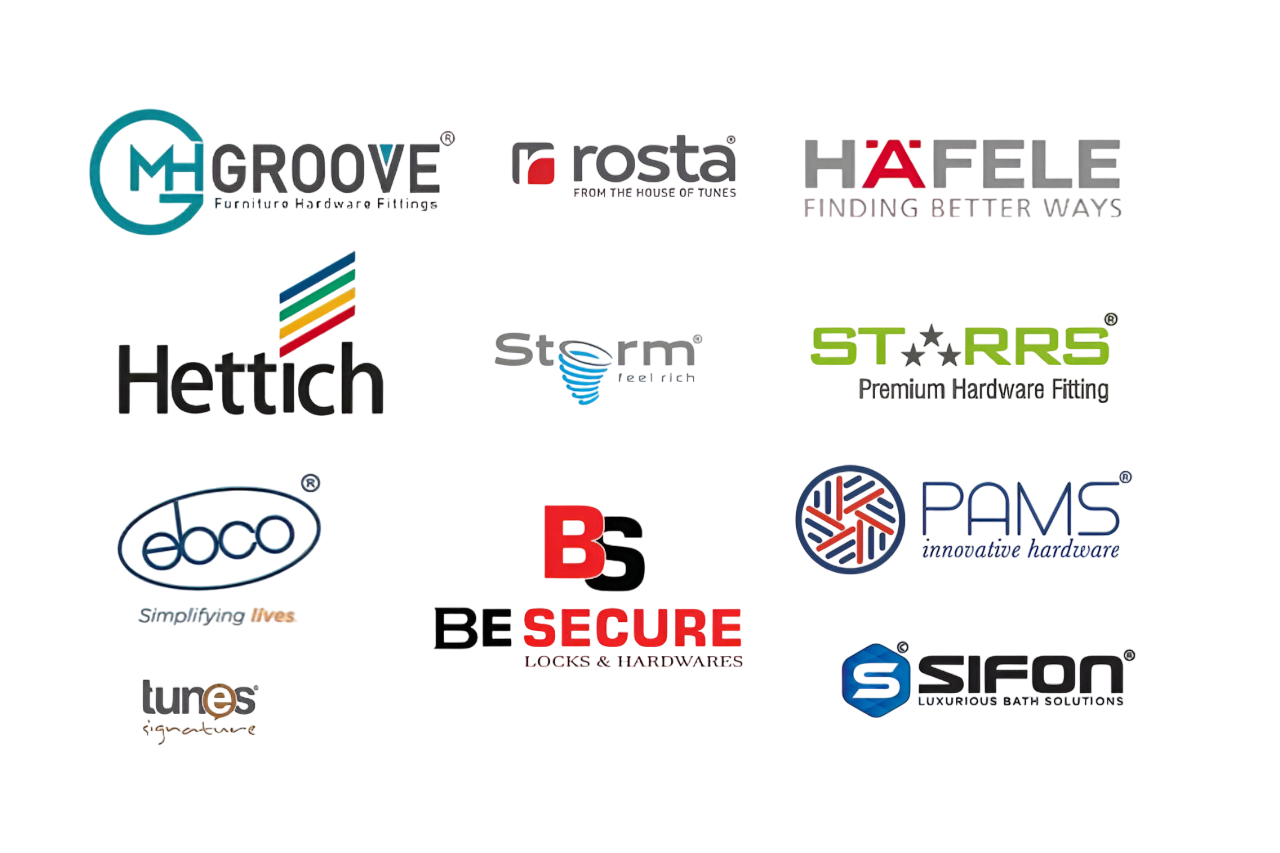 MH GROOVE ®
Furniture Hardware Fittings
rosta ®
FROM THE HOUSE OF TUNES
HÄFELE
FINDING BETTER WAYS
Hettich
Storm ®
feel rich
STARRS ®
Premium Hardware Fitting
ebco ®
Simplifying lives
BS
BE SECURE
LOCKS & HARDWARES
PAMS ®
innovative hardware
tunes ®
signature
S © SIFON ®
LUXURIOUS BATH SOLUTIONS